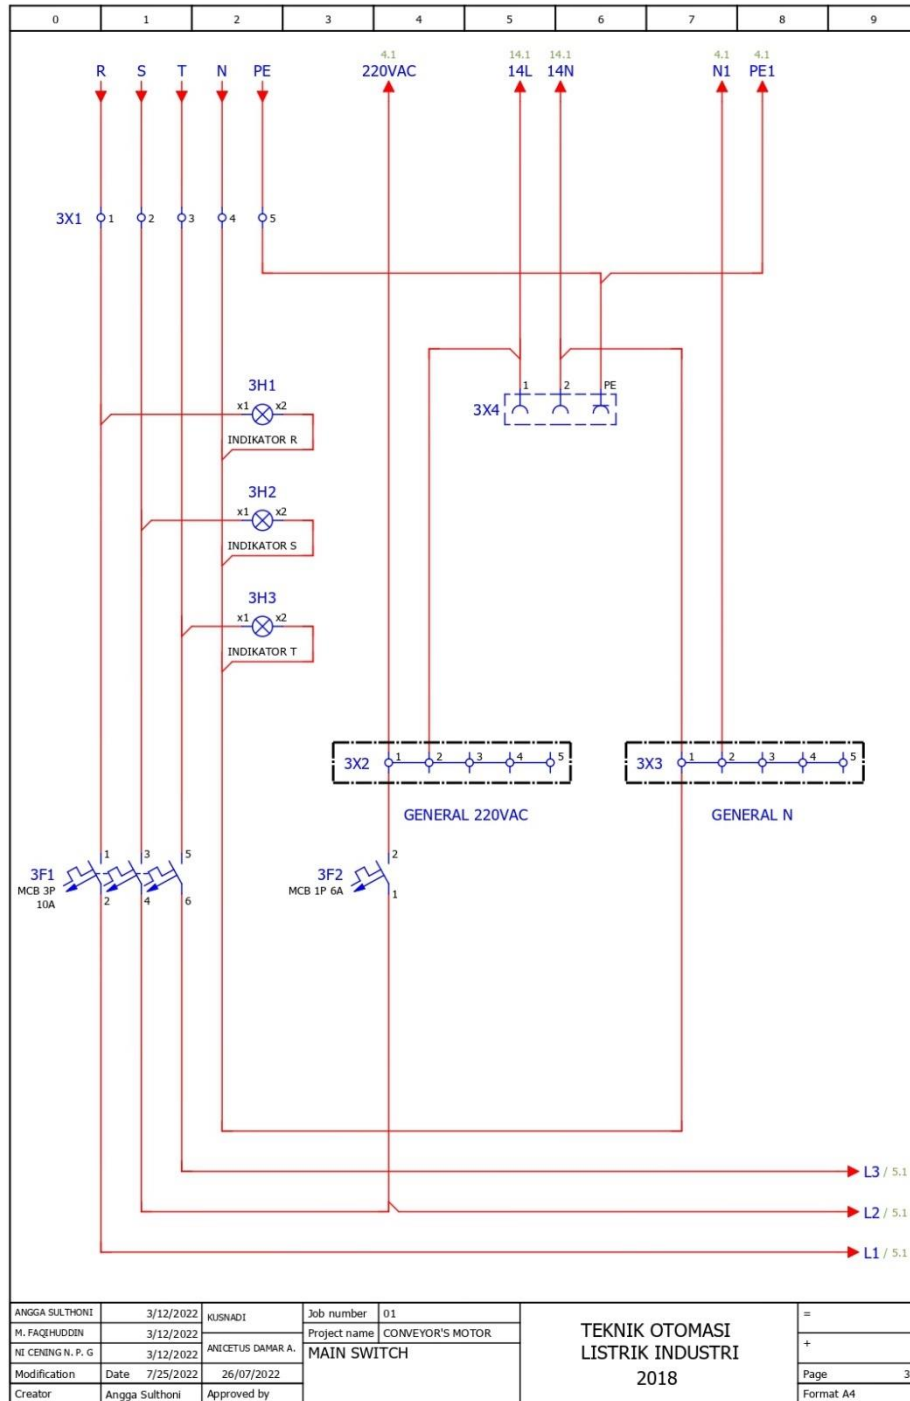 0 1 2 3 4 5 6 7 8 9
4.1 14.1 14.1 4.1 4.1
R S T N PE 220VAC 14L 14N N1 PE1
3X1 1 2 3 4 5
3H1
x1 x2
INDIKATOR R
3X4 1 2 PE
3H2
x1 x2
INDIKATOR S
3H3
x1 x2
INDIKATOR T
3X2 1 2 3 4 5
GENERAL 220VAC
3X3 1 2 3 4 5
GENERAL N
3F1
MCB 3P
10A
1 3 5
2 4 6
3F2
MCB 1P 6A
2
1
L3 / 5.1
L2 / 5.1
L1 / 5.1
ANGGA SULTHONI 3/12/2022 KUSNADI Job number 01
M. FAQIHUDDIN 3/12/2022 Project name CONVEYOR'S MOTOR
NI CENING N. P. G 3/12/2022 ANICETUS DAMAR A. MAIN SWITCH
Modification Date 7/25/2022 26/07/2022
Creator Angga Sulthoni Approved by
TEKNIK OTOMASI
LISTRIK INDUSTRI
2018
=
+
Page 3
Format A4